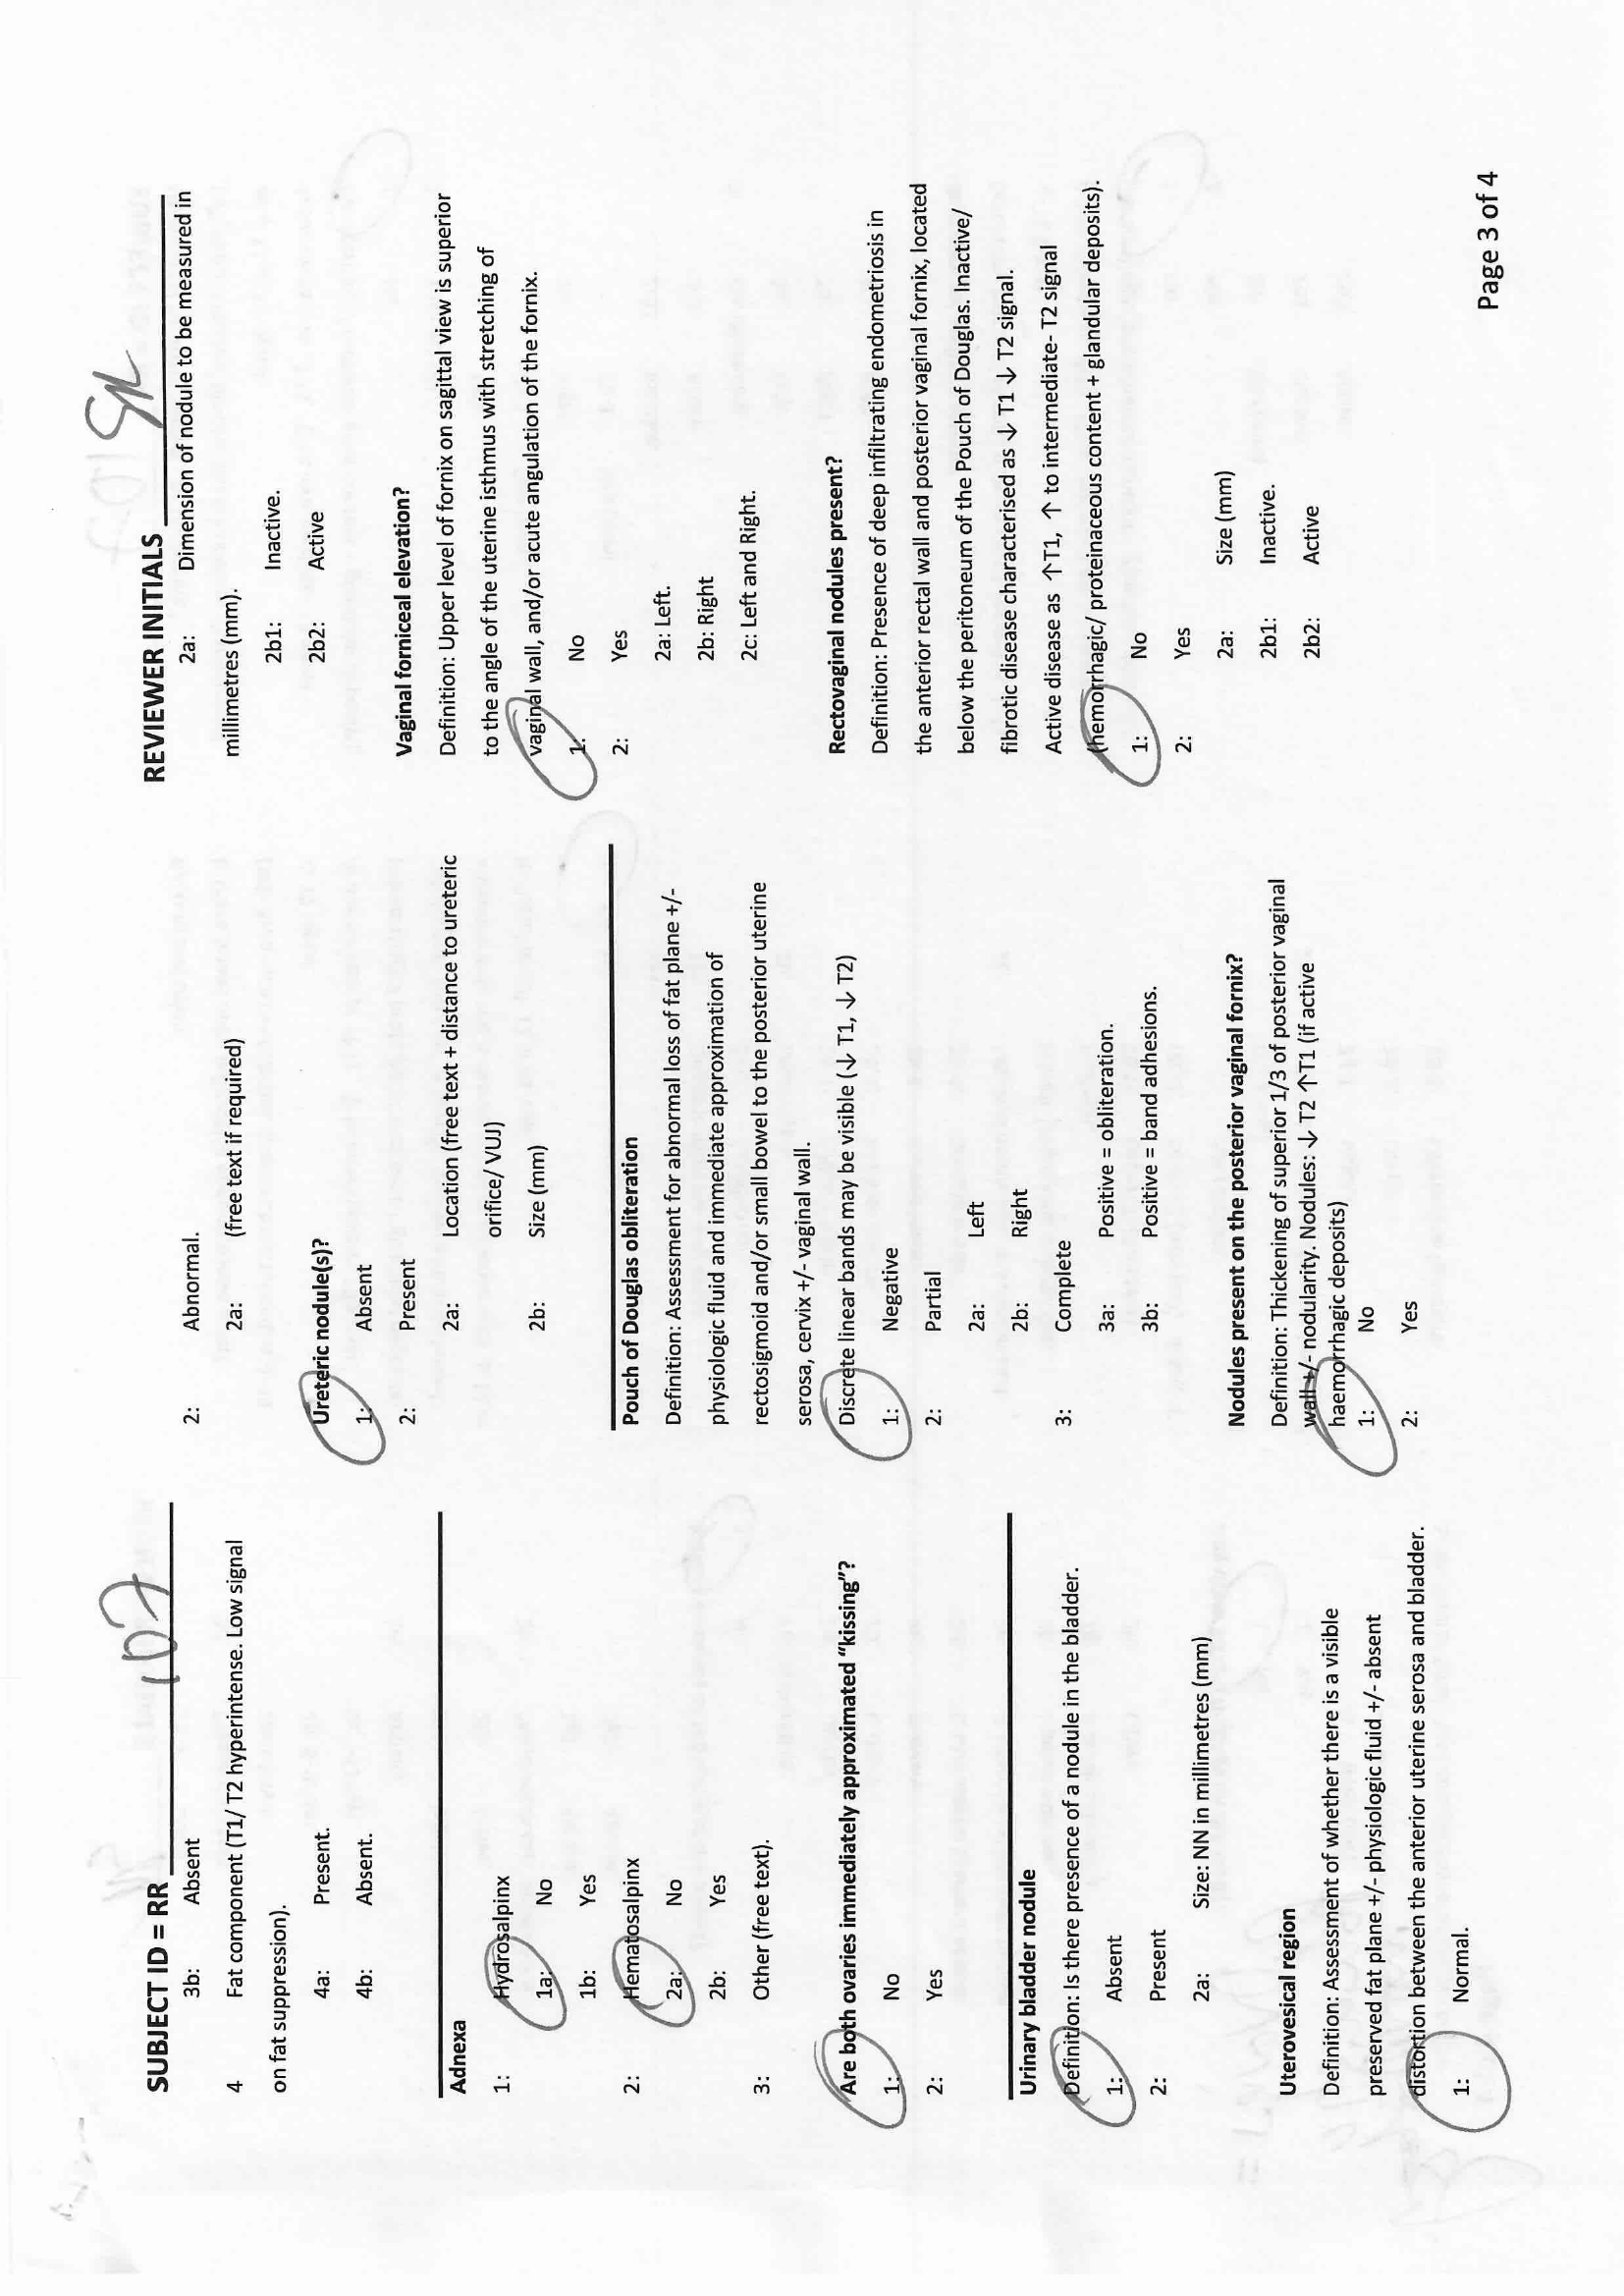 SUBJECT ID = RR 107
3b: Absent
4 Fat component (T1/ T2 hyperintense. Low signal
on fat suppression).
4a: Present.
4b: Absent.
Adnexa
1: Hydrosalpinx
1a: No
1b: Yes
2: Hematosalpinx
2a: No
2b: Yes
3: Other (free text).
Are both ovaries immediately approximated “kissing”?
1: No
2: Yes
Urinary bladder nodule
Definition: Is there presence of a nodule in the bladder.
1: Absent
2: Present
2a: Size: NN in millimetres (mm)
Uterovesical region
Definition: Assessment of whether there is a visible
preserved fat plane +/- physiologic fluid +/- absent
distortion between the anterior uterine serosa and bladder.
1: Normal.
2: Abnormal.
2a: (free text if required)
Ureteric nodule(s)?
1: Absent
2: Present
2a: Location (free text + distance to ureteric
orifice/ VUJ)
2b: Size (mm)
Pouch of Douglas obliteration
Definition: Assessment for abnormal loss of fat plane +/-
physiologic fluid and immediate approximation of
rectosigmoid and/or small bowel to the posterior uterine
serosa, cervix +/- vaginal wall.
Discrete linear bands may be visible (↓ T1, ↓ T2)
1: Negative
2: Partial
2a: Left
2b: Right
3: Complete
3a: Positive = obliteration.
3b: Positive = band adhesions.
Nodules present on the posterior vaginal fornix?
Definition: Thickening of superior 1/3 of posterior vaginal
wall +/- nodularity. Nodules: ↓ T2 ↑T1 (if active
haemorrhagic deposits)
1: No
2: Yes
REVIEWER INITIALS
2a: Dimension of nodule to be measured in
millimetres (mm).
2b1: Inactive.
2b2: Active
Vaginal forniceal elevation?
Definition: Upper level of fornix on sagittal view is superior
to the angle of the uterine isthmus with stretching of
vaginal wall, and/or acute angulation of the fornix.
1: No
2: Yes
2a: Left.
2b: Right
2c: Left and Right.
Rectovaginal nodules present?
Definition: Presence of deep infiltrating endometriosis in
the anterior rectal wall and posterior vaginal fornix, located
below the peritoneum of the Pouch of Douglas. Inactive/
fibrotic disease characterised as ↓ T1 ↓ T2 signal.
Active disease as ↑T1, ↑ to intermediate- T2 signal
(hemorrhagic/ proteinaceous content + glandular deposits).
1: No
2: Yes
2a: Size (mm)
2b1: Inactive.
2b2: Active
Page 3 of 4